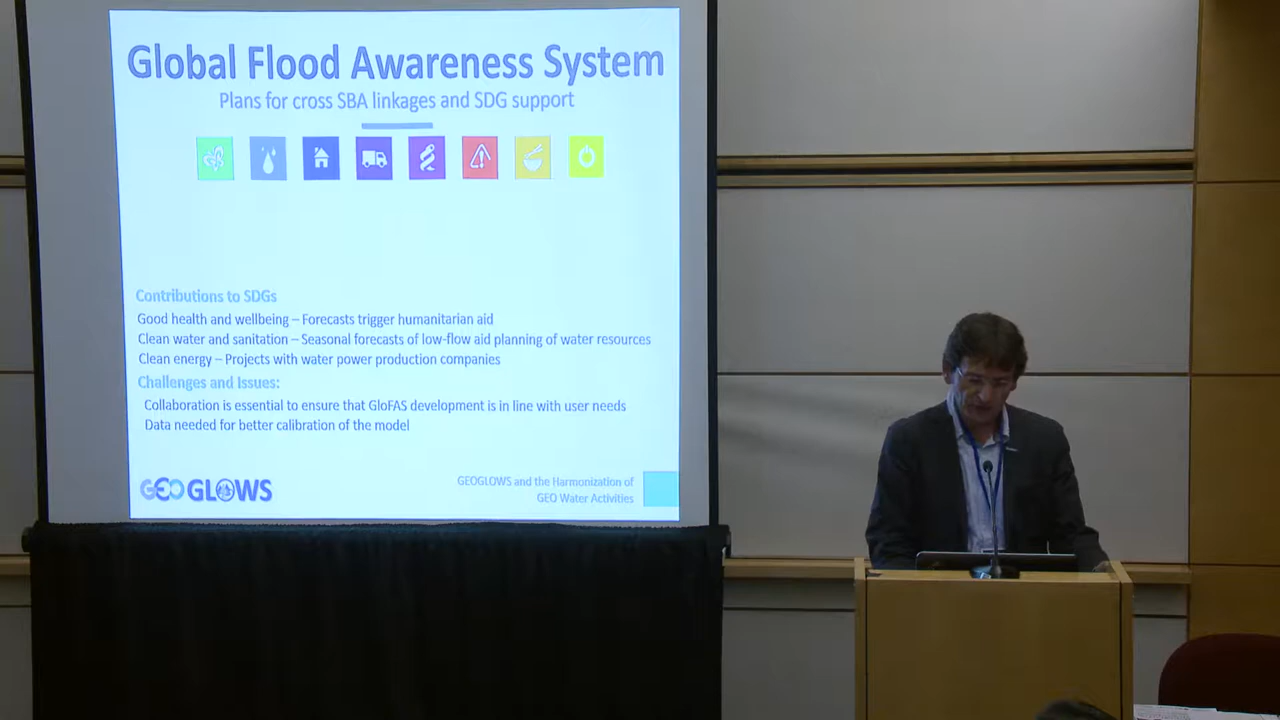 Global Flood Awareness System
Plans for cross SBA linkages and SDG support
Contributions to SDGs
Good health and wellbeing – Forecasts trigger humanitarian aid
Clean water and sanitation – Seasonal forecasts of low-flow aid planning of water resources
Clean energy – Projects with water power production companies
Challenges and Issues:
Collaboration is essential to ensure that GloFAS development is in line with user needs
Data needed for better calibration of the model
GEO GLOWS
GEOGLOWS and the Harmonization of
GEO Water Activities